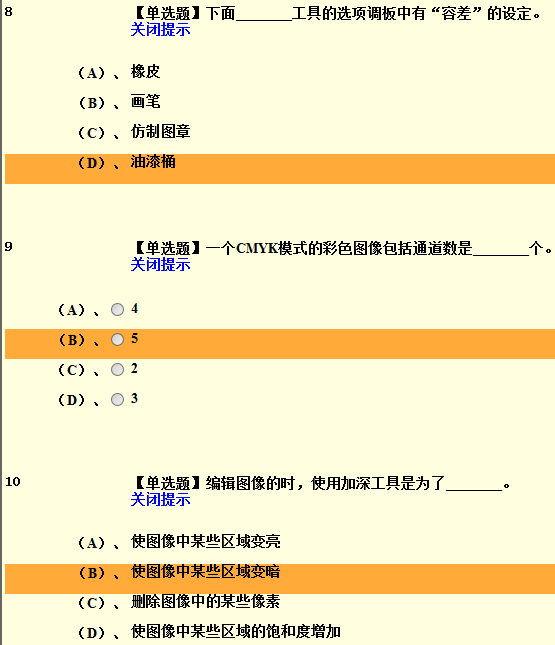 8 【单选题】下面_______工具的选项调板中有“容差”的设定。
关闭提示
（A）、 橡皮
（B）、 画笔
（C）、 仿制图章
（D）、 油漆桶
9 【单选题】一个CMYK模式的彩色图像包括通道数是_______个。
关闭提示
（A）、 4
（B）、 5
（C）、 2
（D）、 3
10 【单选题】编辑图像的时，使用加深工具是为了_______。
关闭提示
（A）、 使图像中某些区域变亮
（B）、 使图像中某些区域变暗
（C）、 删除图像中的某些像素
（D）、 使图像中某些区域的饱和度增加